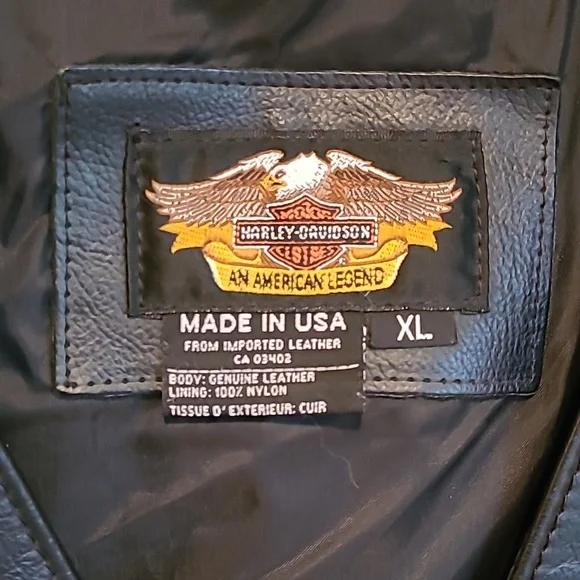 HARLEY-DAVIDSON
AN AMERICAN LEGEND
MADE IN USA
XL
FROM IMPORTED LEATHER
CA 03402
BODY: GENUINE LEATHER
LINING: 100% NYLON
TISSUE D'EXTERIEUR: CUIR